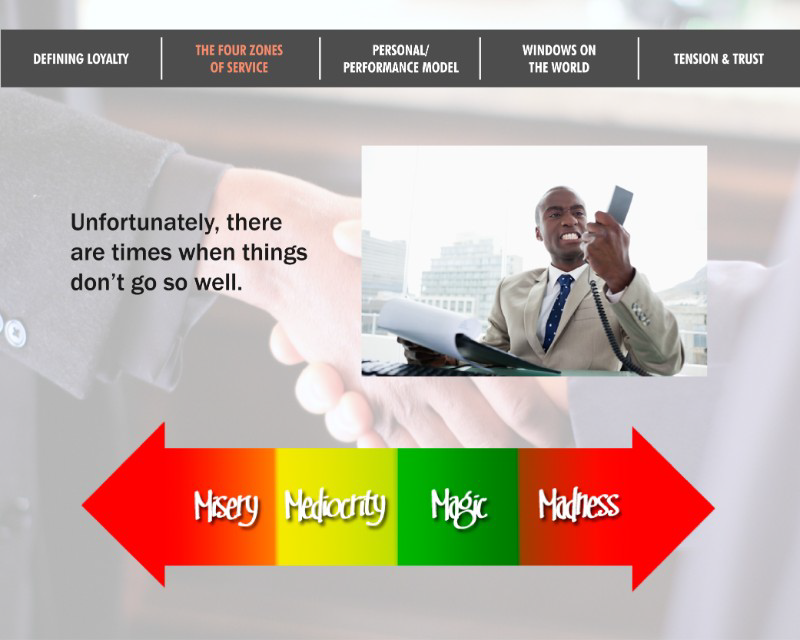 DEFINING LOYALTY
THE FOUR ZONES
OF SERVICE
PERSONAL/
PERFORMANCE MODEL
WINDOWS ON
THE WORLD
TENSION & TRUST
Unfortunately, there
are times when things
don't go so well.
Misery Mediocrity Magic Madness